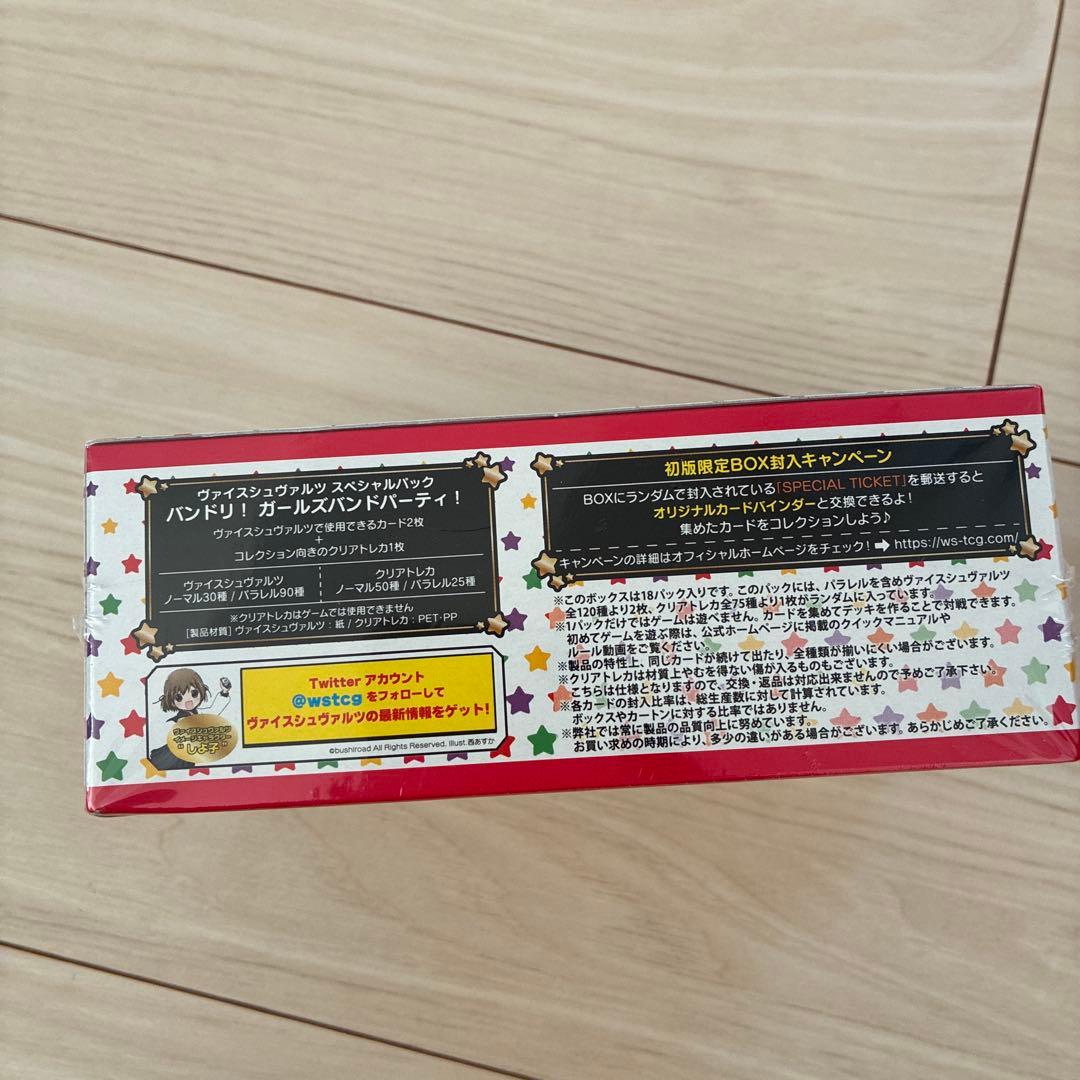 ヴァイスシュヴァルツ スペシャルパック
バンドリ！ ガールズバンドパーティ！
ヴァイスシュヴァルツで使用できるカード2枚
+
コレクション向きのクリアトレカ1枚
ヴァイスシュヴァルツ
ノーマル30種 / パラレル90種
クリアトレカ
ノーマル50種 / パラレル25種
※クリアトレカはゲームでは使用できません
[製品材質] ヴァイスシュヴァルツ：紙 / クリアトレカ：PET･PP
ヴァイスシュヴァルツ
イメージキャラクター
"しよ子"
Twitter アカウント
@wstcg をフォローして
ヴァイスシュヴァルツの最新情報をゲット!
©bushiroad All Rights Reserved. Illust.西あすか
初版限定BOX封入キャンペーン
BOXにランダムで封入されている「SPECIAL TICKET」を郵送すると
オリジナルカードバインダーと交換できるよ！
集めたカードをコレクションしよう♪
キャンペーンの詳細はオフィシャルホームページをチェック！➡ https://ws-tcg.com/
※このボックスは18パック入りです。このパックには、パラレルを含めヴァイスシュヴァルツ
全120種より2枚、クリアトレカ全75種より1枚がランダムに入っています。
※1パックだけではゲームは遊べません。カードを集めてデッキを作ることで対戦できます。
初めてゲームを遊ぶ際は、公式ホームページに掲載のクイックマニュアルや
ルール動画をご覧ください。
※製品の特性上、同じカードが続けて出たり、全種類が揃いにくい場合がございます。
※クリアトレカは材質上やむを得ない傷が入るものもございます。
こちらは仕様となりますので、交換・返品は対応出来ませんので予めご了承下さい。
※各カードの封入比率は、総生産数に対して計算されています。
ボックスやカートンに対する比率ではありません。
※弊社では常に製品の品質向上に努めています。
お買い求めの時期により、多少の違いがある場合がございます。あらかじめご了承ください。